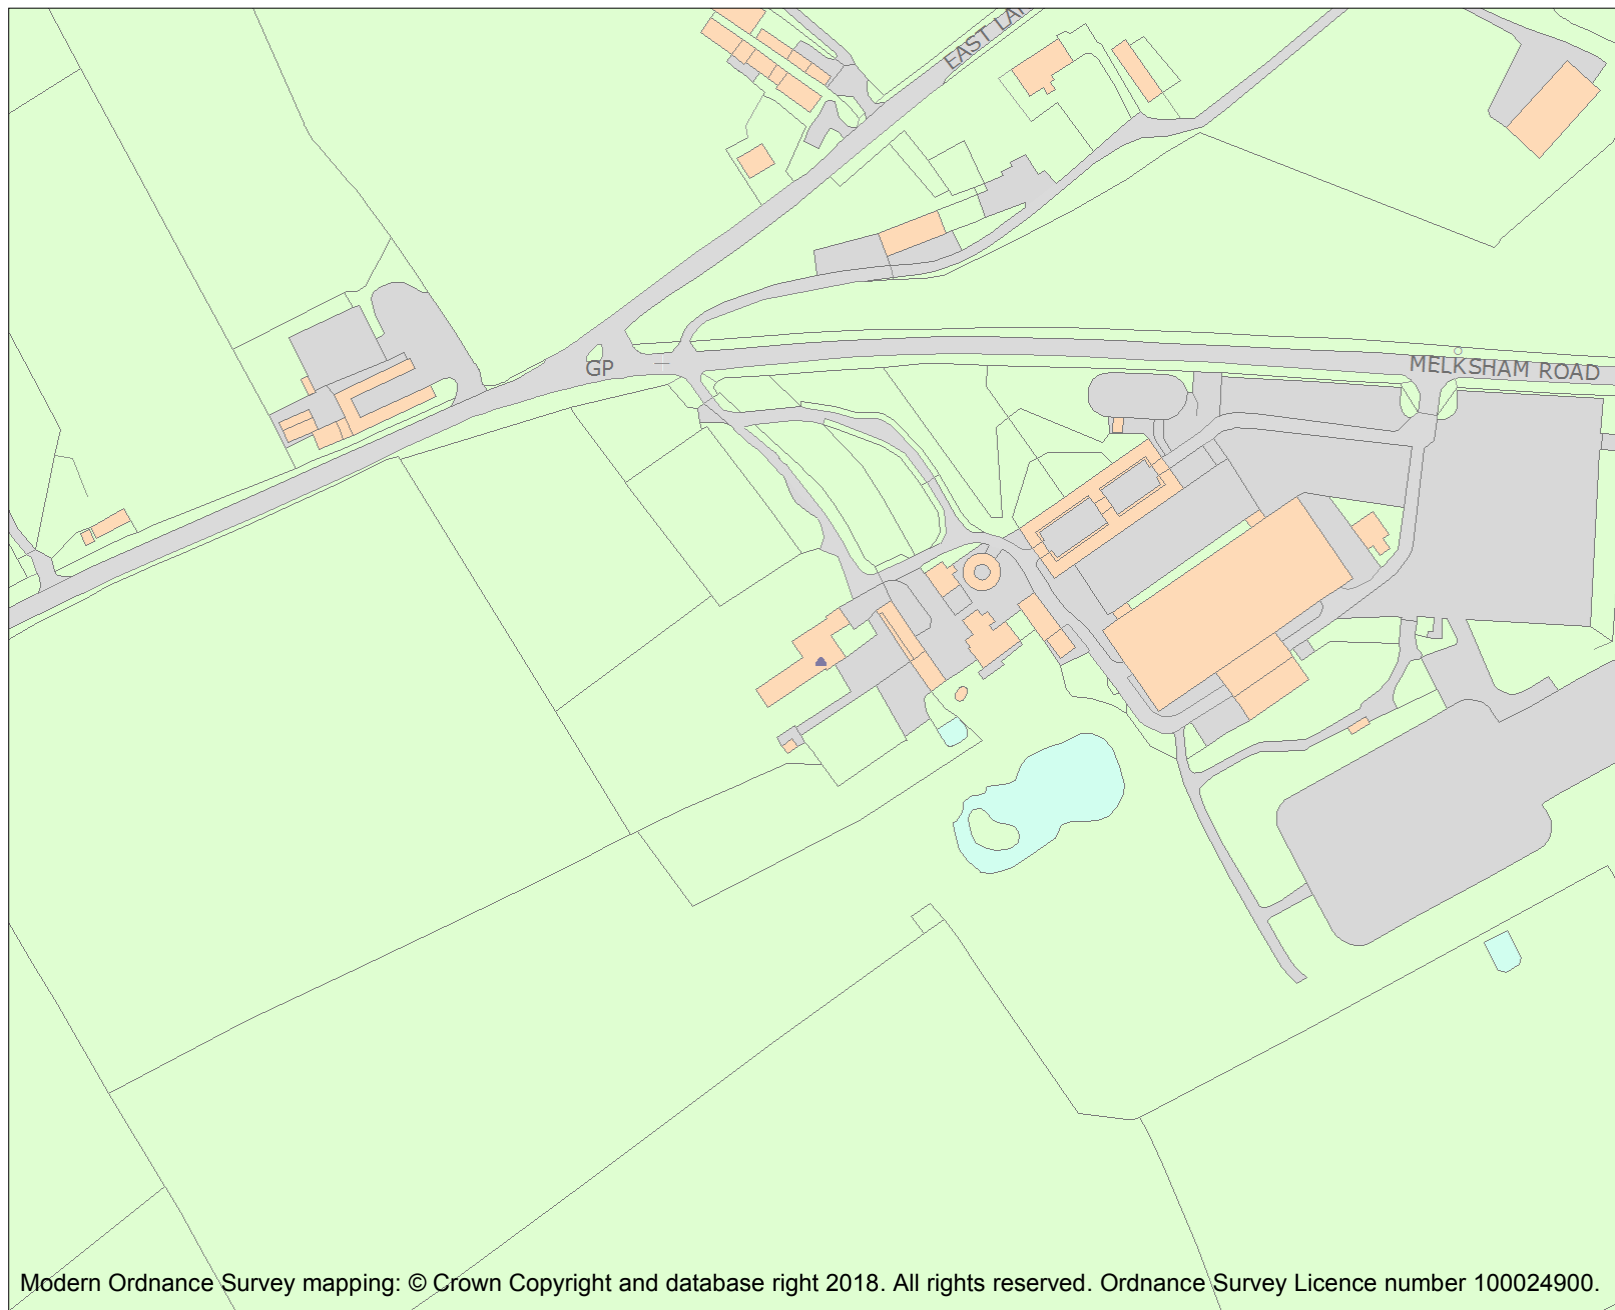 EAST LA
GP
MELKSHAM ROAD
Modern Ordnance Survey mapping: © Crown Copyright and database right 2018. All rights reserved. Ordnance Survey Licence number 100024900.